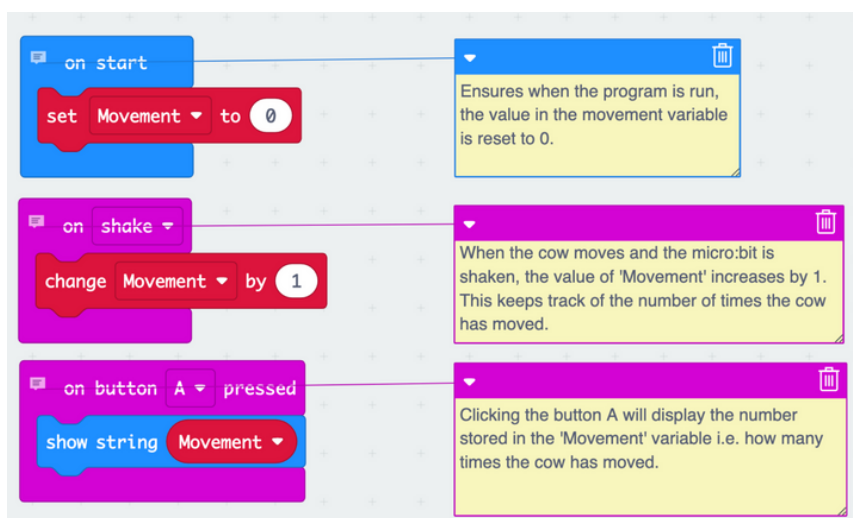 on start
set Movement to 0
Ensures when the program is run,
the value in the movement variable
is reset to 0.
on shake
change Movement by 1
When the cow moves and the micro:bit is
shaken, the value of 'Movement' increases by 1.
This keeps track of the number of times the cow
has moved.
on button A pressed
show string Movement
Clicking the button A will display the number
stored in the 'Movement' variable i.e. how many
times the cow has moved.